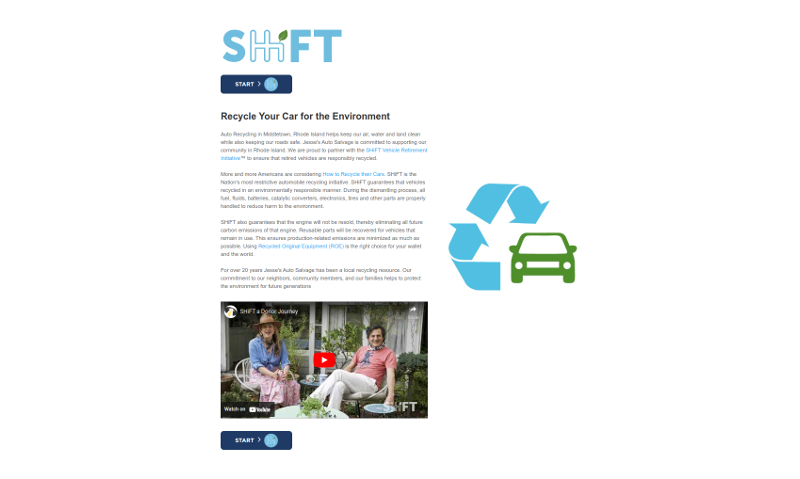 SHIFT
START >
Recycle Your Car for the Environment
Auto Recycling in Middletown, Rhode Island helps keep our air, water and land clean
while also keeping our roads safe. Jesse's Auto Salvage is committed to supporting our
community in Rhode Island. We are proud to partner with the SHiFT Vehicle Retirement
Initiative™ to ensure that retired vehicles are responsibly recycled.
More and more Americans are considering How to Recycle their Cars. SHiFT is the
Nation's most restrictive automobile recycling initiative. SHiFT guarantees that vehicles
recycled in an environmentally responsible manner. During the dismantling process, all
fuel, fluids, batteries, catalytic converters, electronics, tires and other parts are properly
handled to reduce harm to the environment.
SHiFT also guarantees that the engine will not be resold, thereby eliminating all future
carbon emissions of that engine. Reusable parts will be recovered for vehicles that
remain in use. This ensures production-related emissions are minimized as much as
possible. Using Recycled Original Equipment (ROE) is the right choice for your wallet
and the world.
For over 20 years Jesse's Auto Salvage has been a local recycling resource. Our
commitment to our neighbors, community members, and our families helps to protect
the environment for future generations
SHiFT a Donor Journey
Watch on YouTube
SHIFT
START >